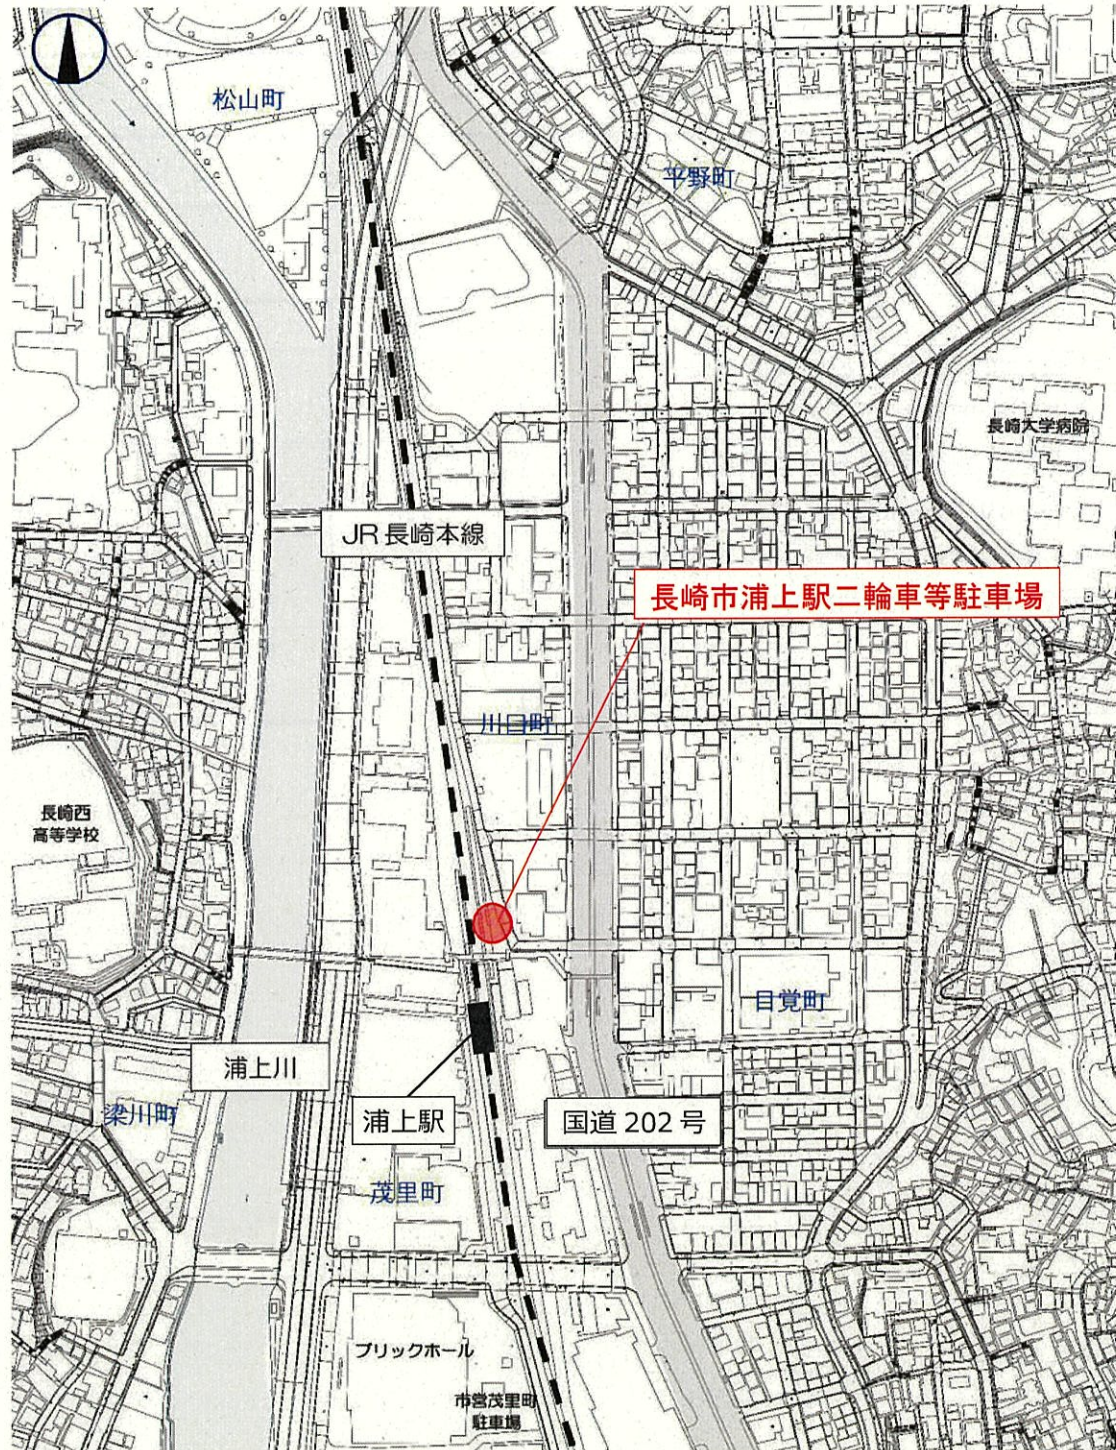 松山町
平野町
長崎大学病院
JR長崎本線
長崎市浦上駅二輪車等駐車場
川口町
長崎西
高等学校
目覚町
浦上川
梁川町
浦上駅
国道202号
茂里町
ブリックホール
市営茂里町
駐車場